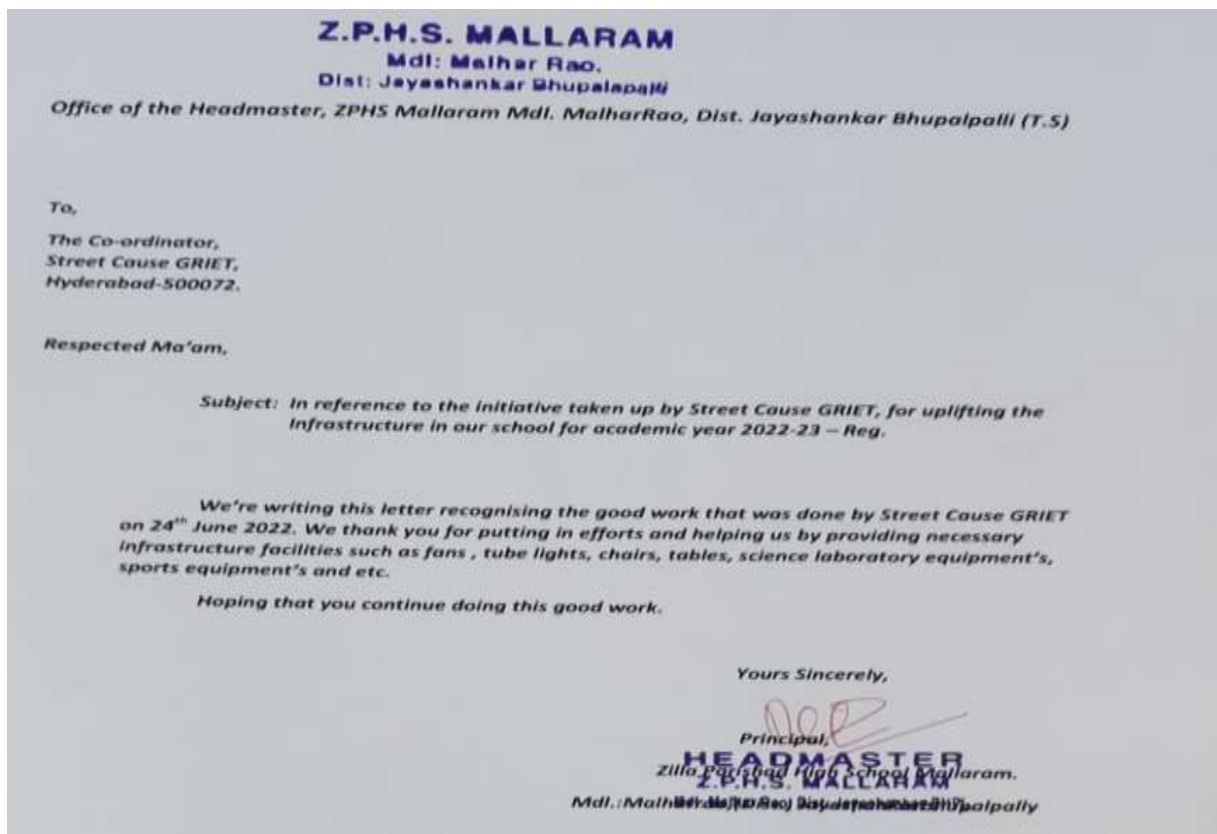 Z.P.H.S. MALLARAM
Mdl: Malhar Rao.
Dist: Jayashankar Bhupalapalli
Office of the Headmaster, ZPHS Mallaram Mdl. MalharRao, Dist. Jayashankar Bhupalpalli (T.S)
To,
The Co-ordinator,
Street Cause GRIET,
Hyderabad-500072.
Respected Ma'am,
Subject: In reference to the initiative taken up by Street Cause GRIET, for uplifting the
Infrastructure in our school for academic year 2022-23 – Reg.
We're writing this letter recognising the good work that was done by Street Cause GRIET
on 24th June 2022. We thank you for putting in efforts and helping us by providing necessary
infrastructure facilities such as fans , tube lights, chairs, tables, science laboratory equipment's,
sports equipment's and etc.
Hoping that you continue doing this good work.
Yours Sincerely,
Principal,
HEADMASTER
Zilla Parishad High School Mallaram.
Z.P.H.S. MALLARAM
Mdl.: